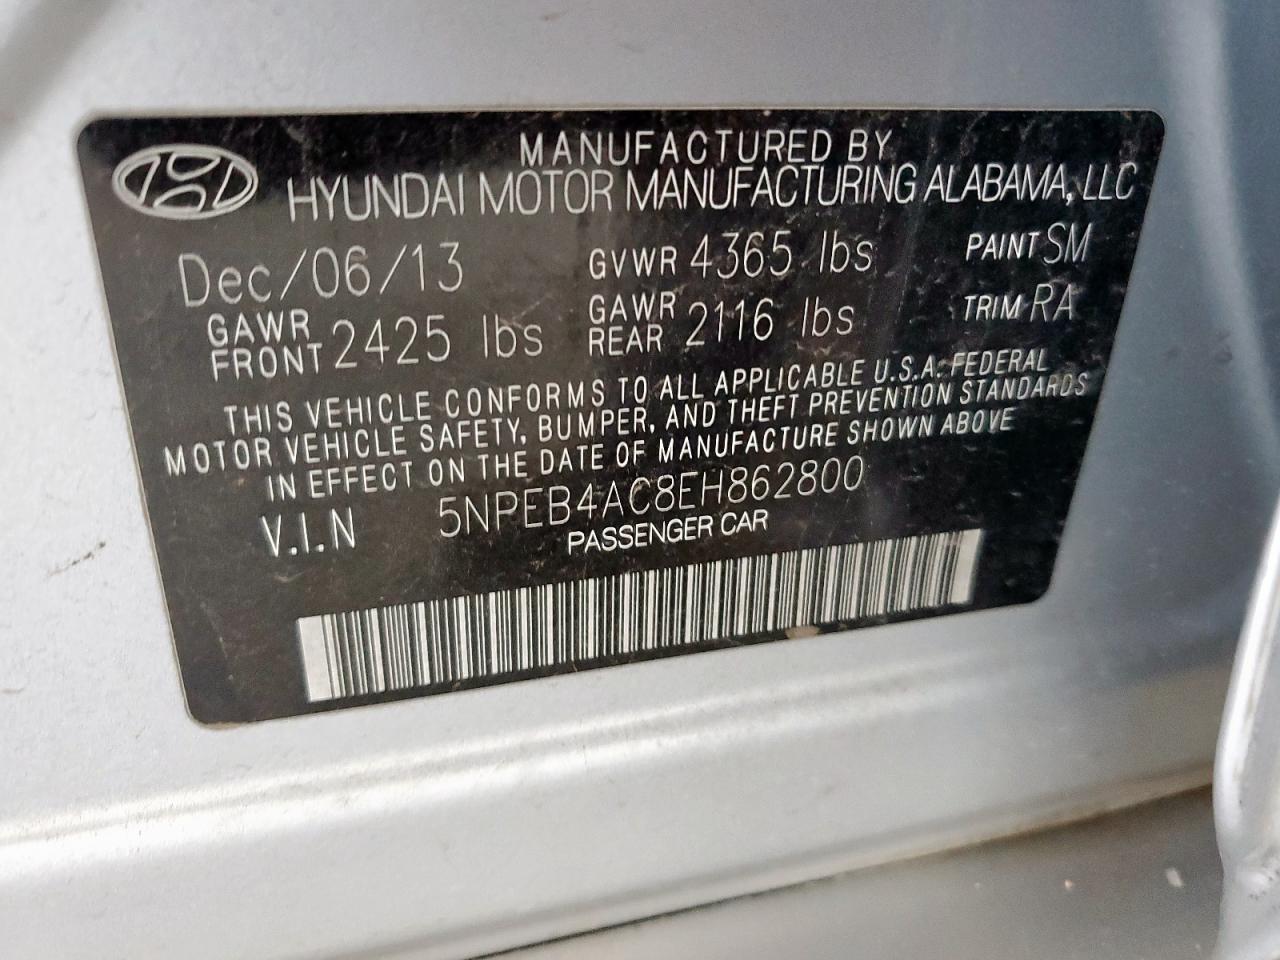 MANUFACTURED BY
HYUNDAI MOTOR MANUFACTURING ALABAMA, LLC
Dec/06/13 GVWR 4365 lbs PAINT SM
GAWR FRONT 2425 lbs GAWR REAR 2116 lbs TRIM RA
THIS VEHICLE CONFORMS TO ALL APPLICABLE U.S.A. FEDERAL
MOTOR VEHICLE SAFETY, BUMPER, AND THEFT PREVENTION STANDARDS
IN EFFECT ON THE DATE OF MANUFACTURE SHOWN ABOVE
V.I.N 5NPEB4AC8EH862800
PASSENGER CAR